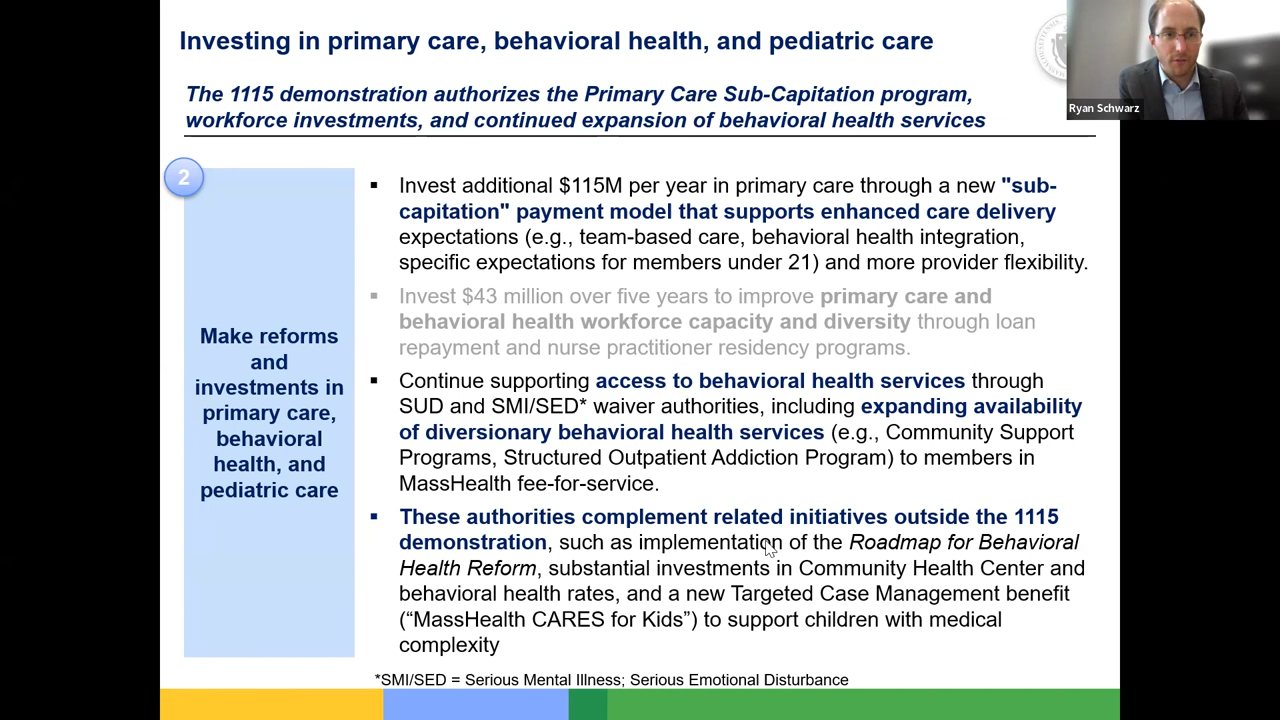 Investing in primary care, behavioral health, and pediatric care
Ryan Schwarz
The 1115 demonstration authorizes the Primary Care Sub-Capitation program,
workforce investments, and continued expansion of behavioral health services
2
Make reforms
and
investments in
primary care,
behavioral
health, and
pediatric care
▪ Invest additional $115M per year in primary care through a new "sub-
capitation" payment model that supports enhanced care delivery
expectations (e.g., team-based care, behavioral health integration,
specific expectations for members under 21) and more provider flexibility.
▪ Invest $43 million over five years to improve primary care and
behavioral health workforce capacity and diversity through loan
repayment and nurse practitioner residency programs.
▪ Continue supporting access to behavioral health services through
SUD and SMI/SED* waiver authorities, including expanding availability
of diversionary behavioral health services (e.g., Community Support
Programs, Structured Outpatient Addiction Program) to members in
MassHealth fee-for-service.
▪ These authorities complement related initiatives outside the 1115
demonstration, such as implementation of the Roadmap for Behavioral
Health Reform, substantial investments in Community Health Center and
behavioral health rates, and a new Targeted Case Management benefit
(“MassHealth CARES for Kids”) to support children with medical
complexity
*SMI/SED = Serious Mental Illness; Serious Emotional Disturbance